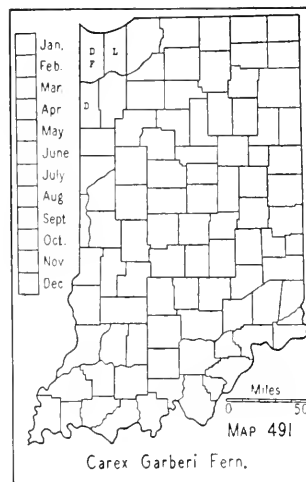 Jan.
Feb.
Mar.
Apr
May
June
July
Aug
Sept
Oct.
Nov
Dec
D L
F
D
Miles
0 50
MAP 491
Carex Garberi Fern.